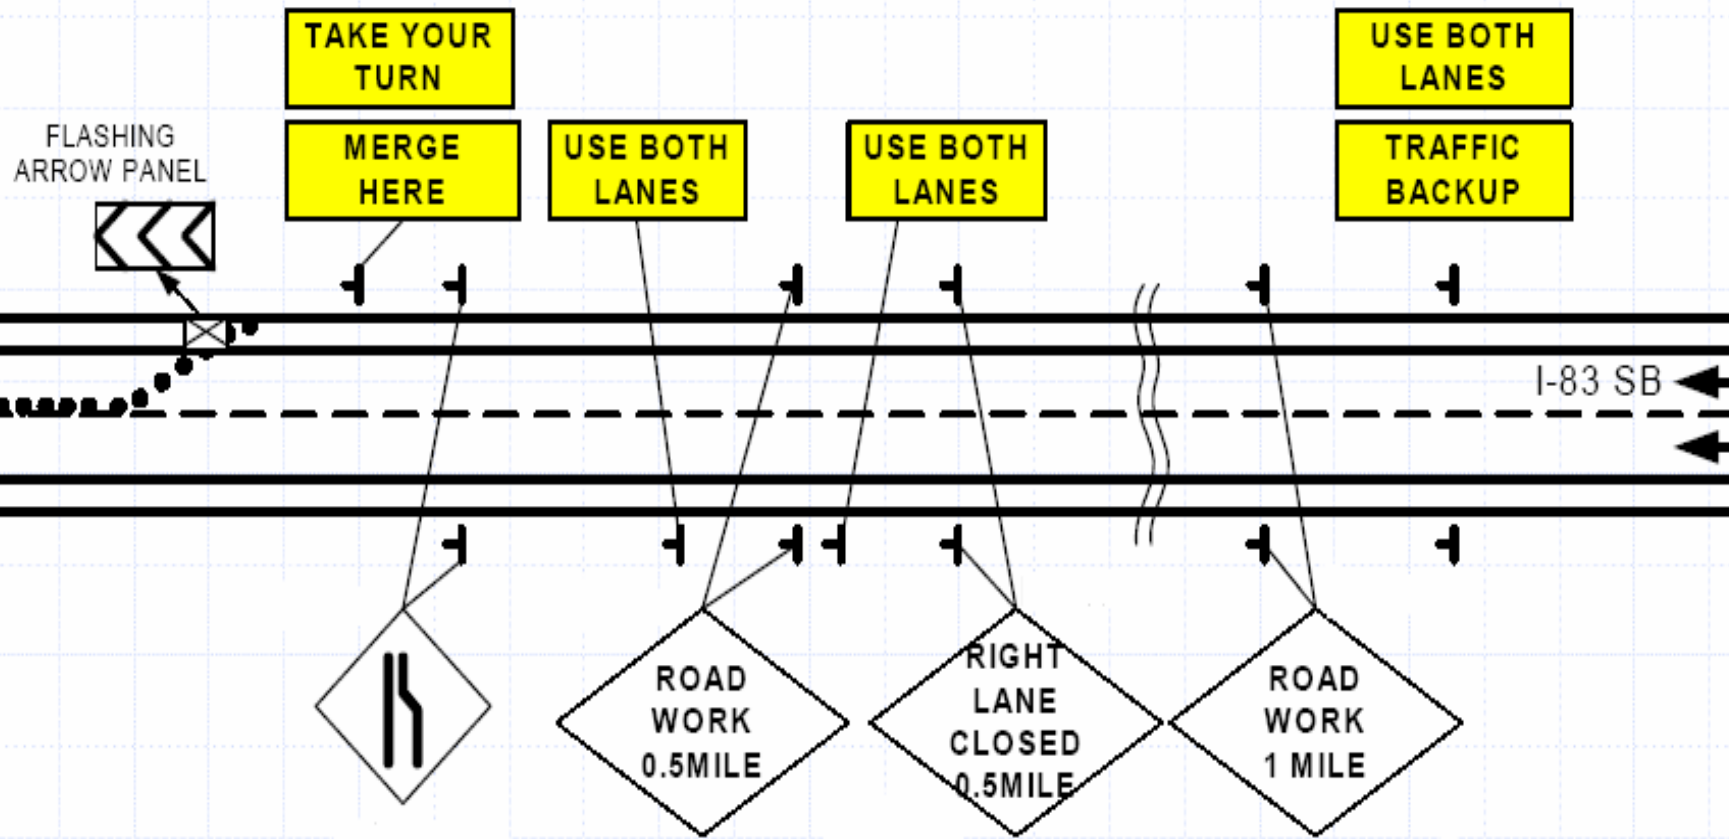 TAKE YOUR
TURN
USE BOTH
LANES
FLASHING
ARROW PANEL
MERGE
HERE
USE BOTH
LANES
USE BOTH
LANES
TRAFFIC
BACKUP
I-83 SB
ROAD
WORK
0.5MILE
RIGHT
LANE
CLOSED
0.5MILE
ROAD
WORK
1 MILE